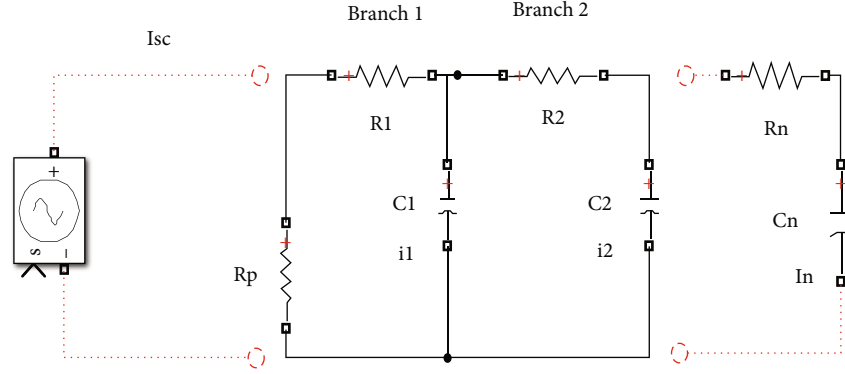 Branch 1
Branch 2
Isc
R1
R2
Rn
+
s
−
C1
C2
Cn
i1
i2
In
Rp